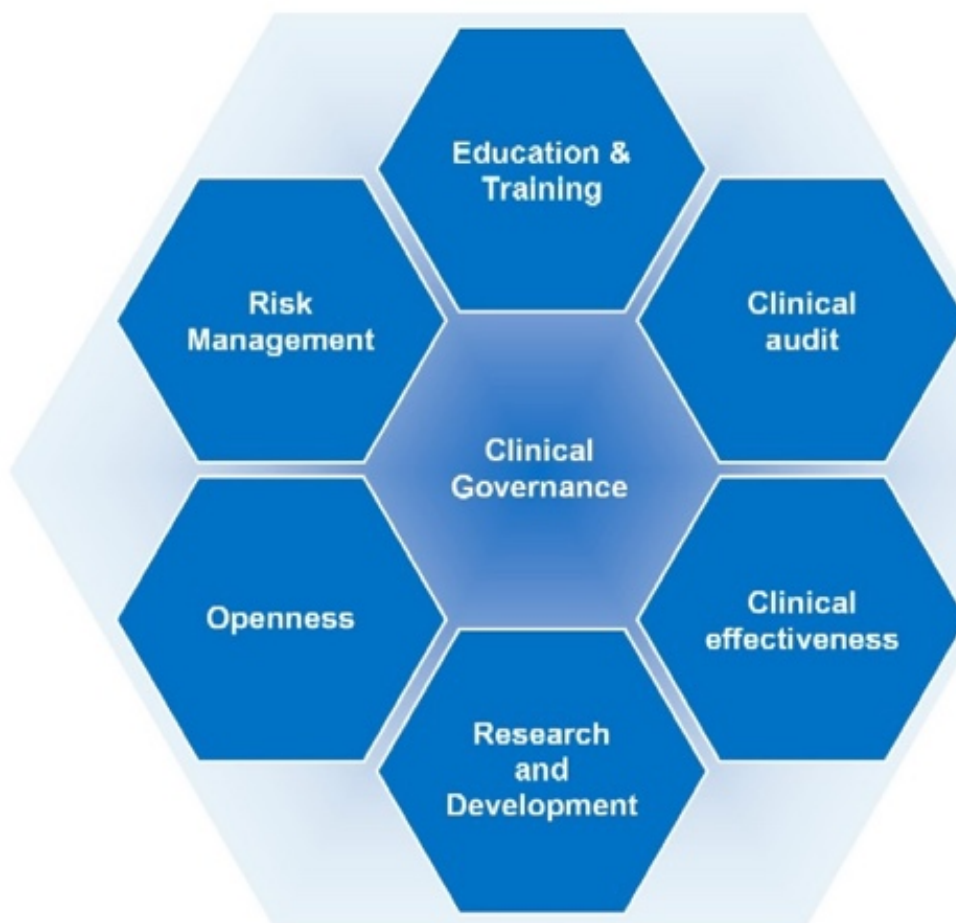 Education &
Training
Risk
Management
Clinical
audit
Clinical
Governance
Openness
Clinical
effectiveness
Research
and
Development